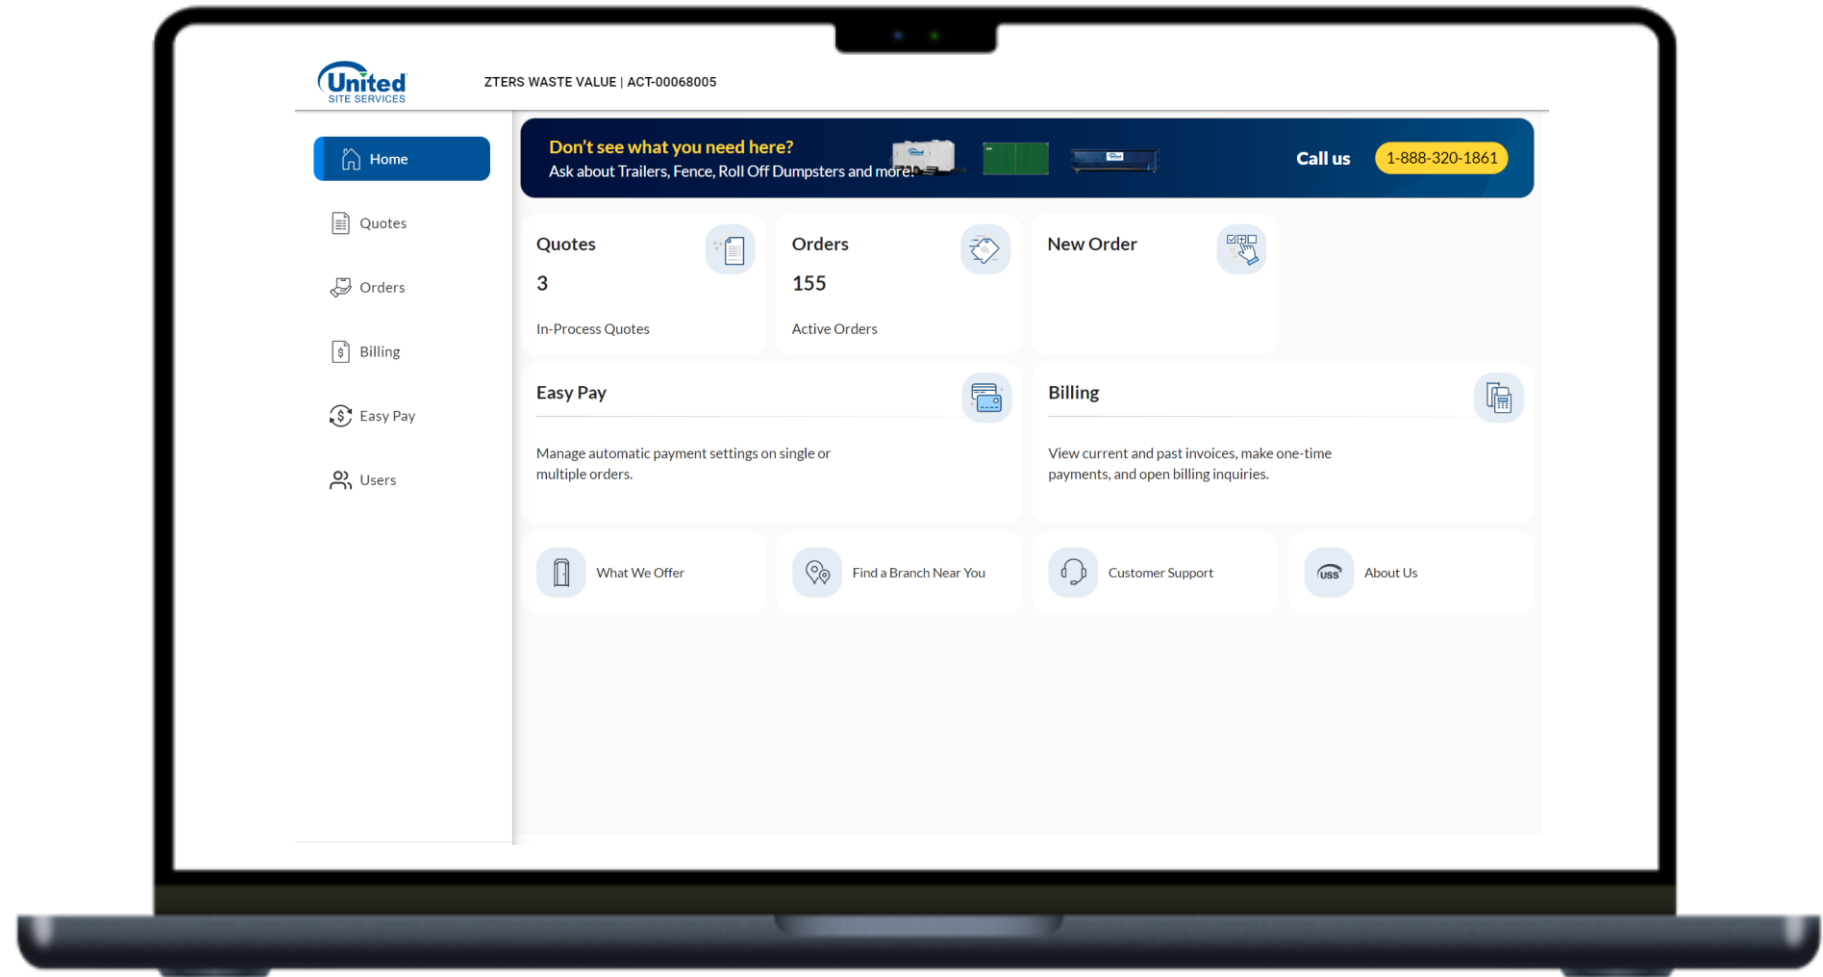 United
SITE SERVICES
ZTERS WASTE VALUE | ACT-00068005
Home
Quotes
Orders
Billing
Easy Pay
Users
Don't see what you need here?
Ask about Trailers, Fence, Roll Off Dumpsters and more!
Call us
1-888-320-1861
Quotes
3
In-Process Quotes
Orders
155
Active Orders
New Order
Easy Pay
Manage automatic payment settings on single or
multiple orders.
Billing
View current and past invoices, make one-time
payments, and open billing inquiries.
What We Offer
Find a Branch Near You
Customer Support
USS
About Us